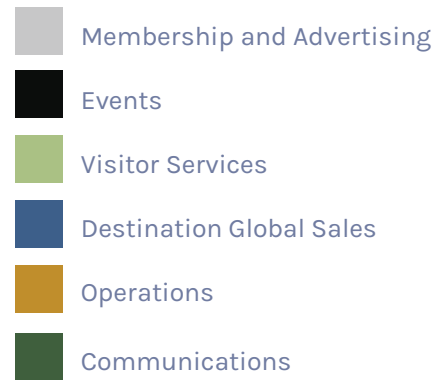 Membership and Advertising
Events
Visitor Services
Destination Global Sales
Operations
Communications